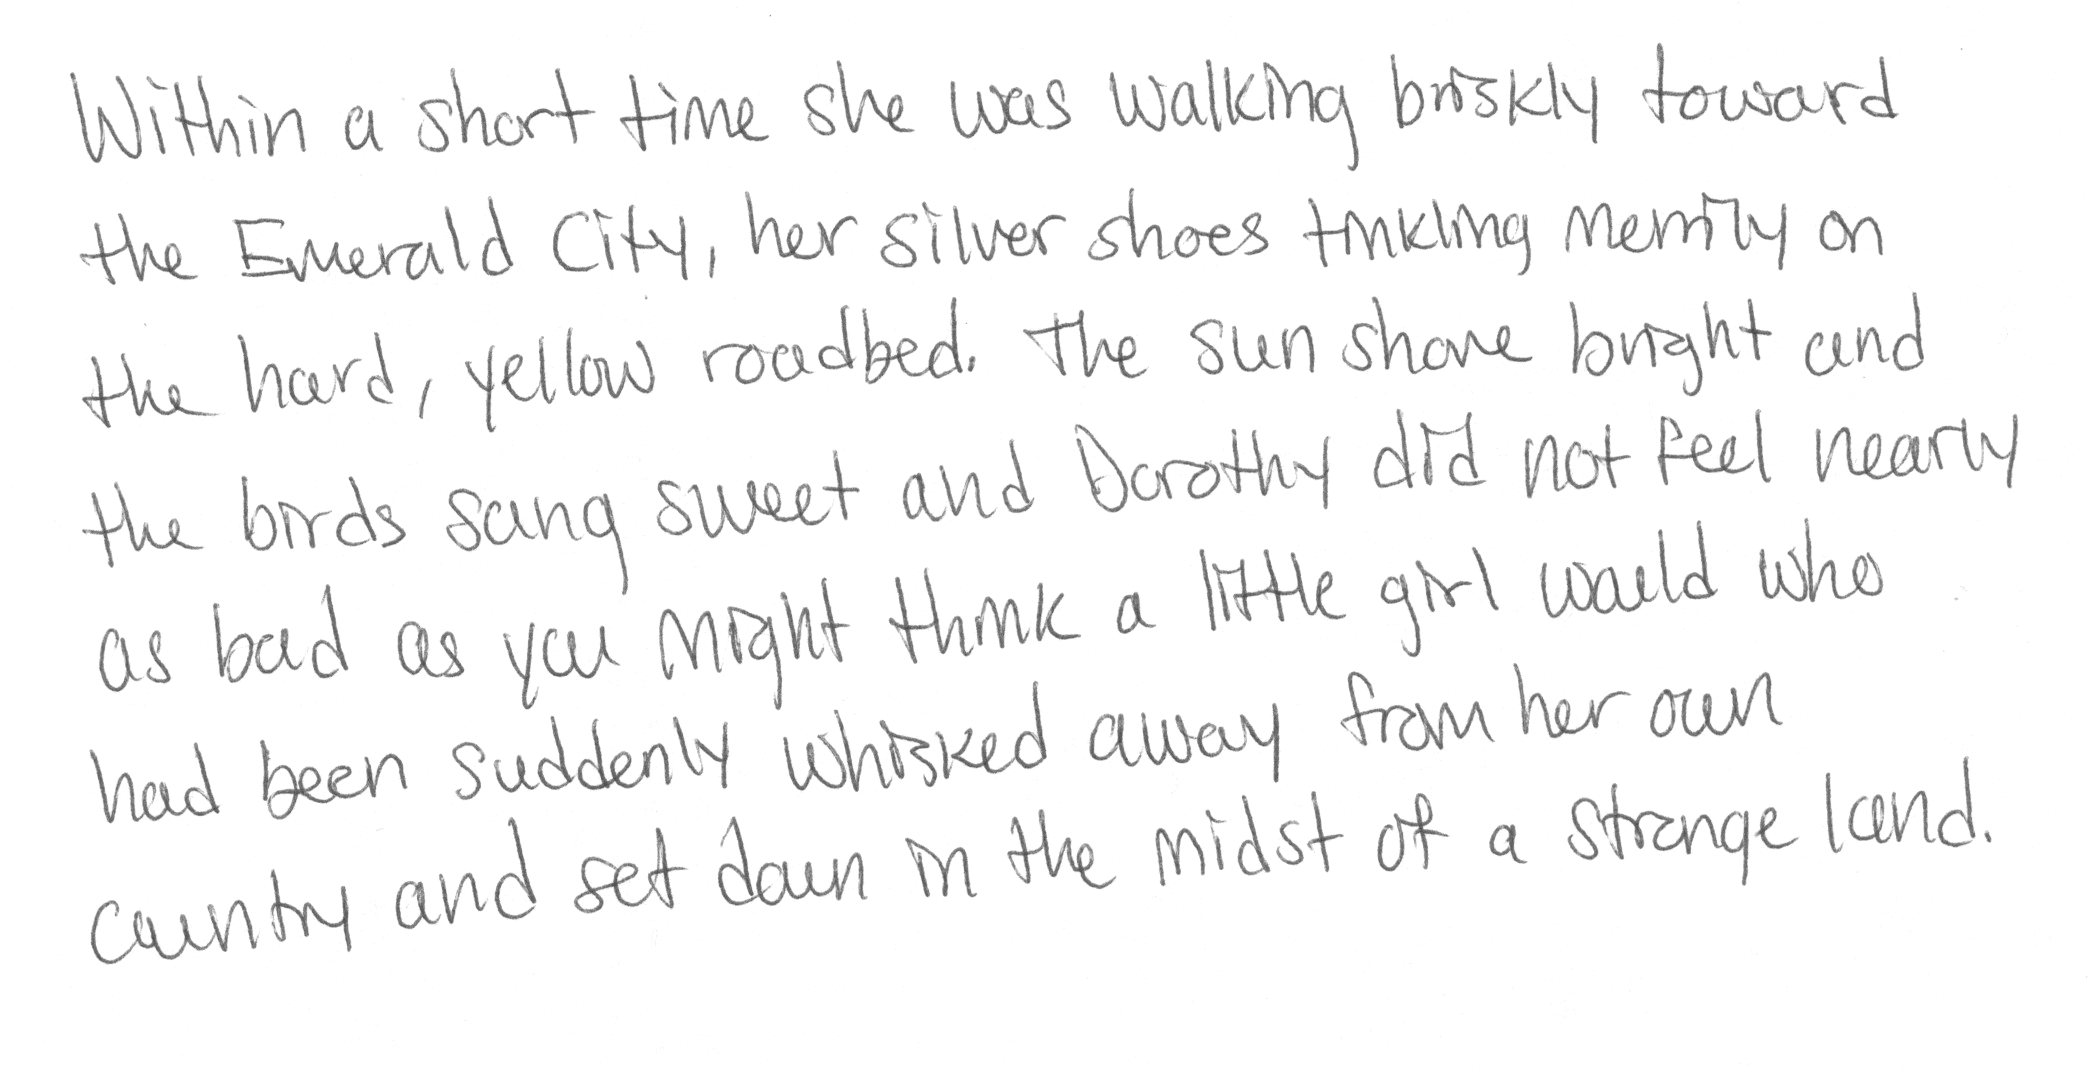 Within a short time she was walking briskly toward
the Emerald City, her silver shoes tinkling merrily on
the hard, yellow roadbed. The sun shone bright and
the birds sang sweet and Dorothy did not feel nearly
as bad as you might think a little girl would who
had been suddenly whisked away from her own
country and set down in the midst of a strange land.